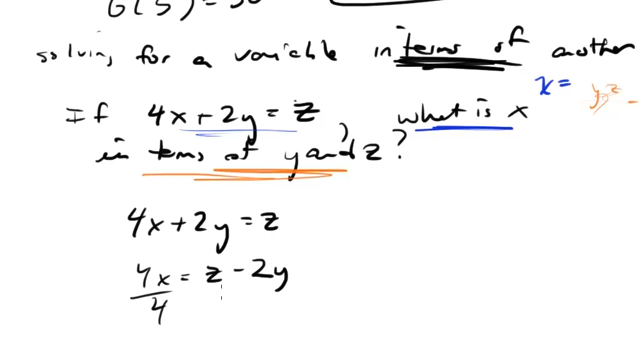 G(5) = 30
solving for a variable in terms of another
If 4x + 2y = z, what is x x =
in terms of y and z? y, z
4x + 2y = z
4x = z - 2y
4